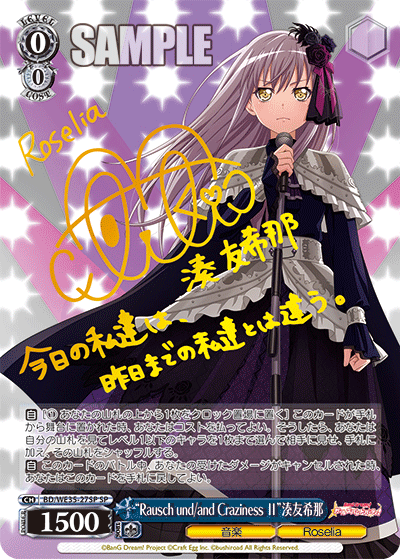 LEVEL
0
0
COST
SAMPLE
Roselia
湊友希那
今日の私達は
昨日までの私達とは違う。
自 [(1) あなたの山札の上から1枚をクロック置場に置く] このカードが手札
から舞台に置かれた時、あなたはコストを払ってよい。そうしたら、あなたは
自分の山札を見てレベル1以下のキャラを1枚まで選んで相手に見せ、手札に
加え、その山札をシャッフルする。
自 このカードのバトル中、あなたの受けたダメージがキャンセルされた時、
あなたはこのカードを手札に戻してよい。
CH BD/WE35-27SP SP
POWER
1500
“Rausch und/and Craziness Ⅱ”湊友希那
音楽
Roselia
©BanG Dream! Project ©Craft Egg Inc. ©bushiroad All Rights Reserved.